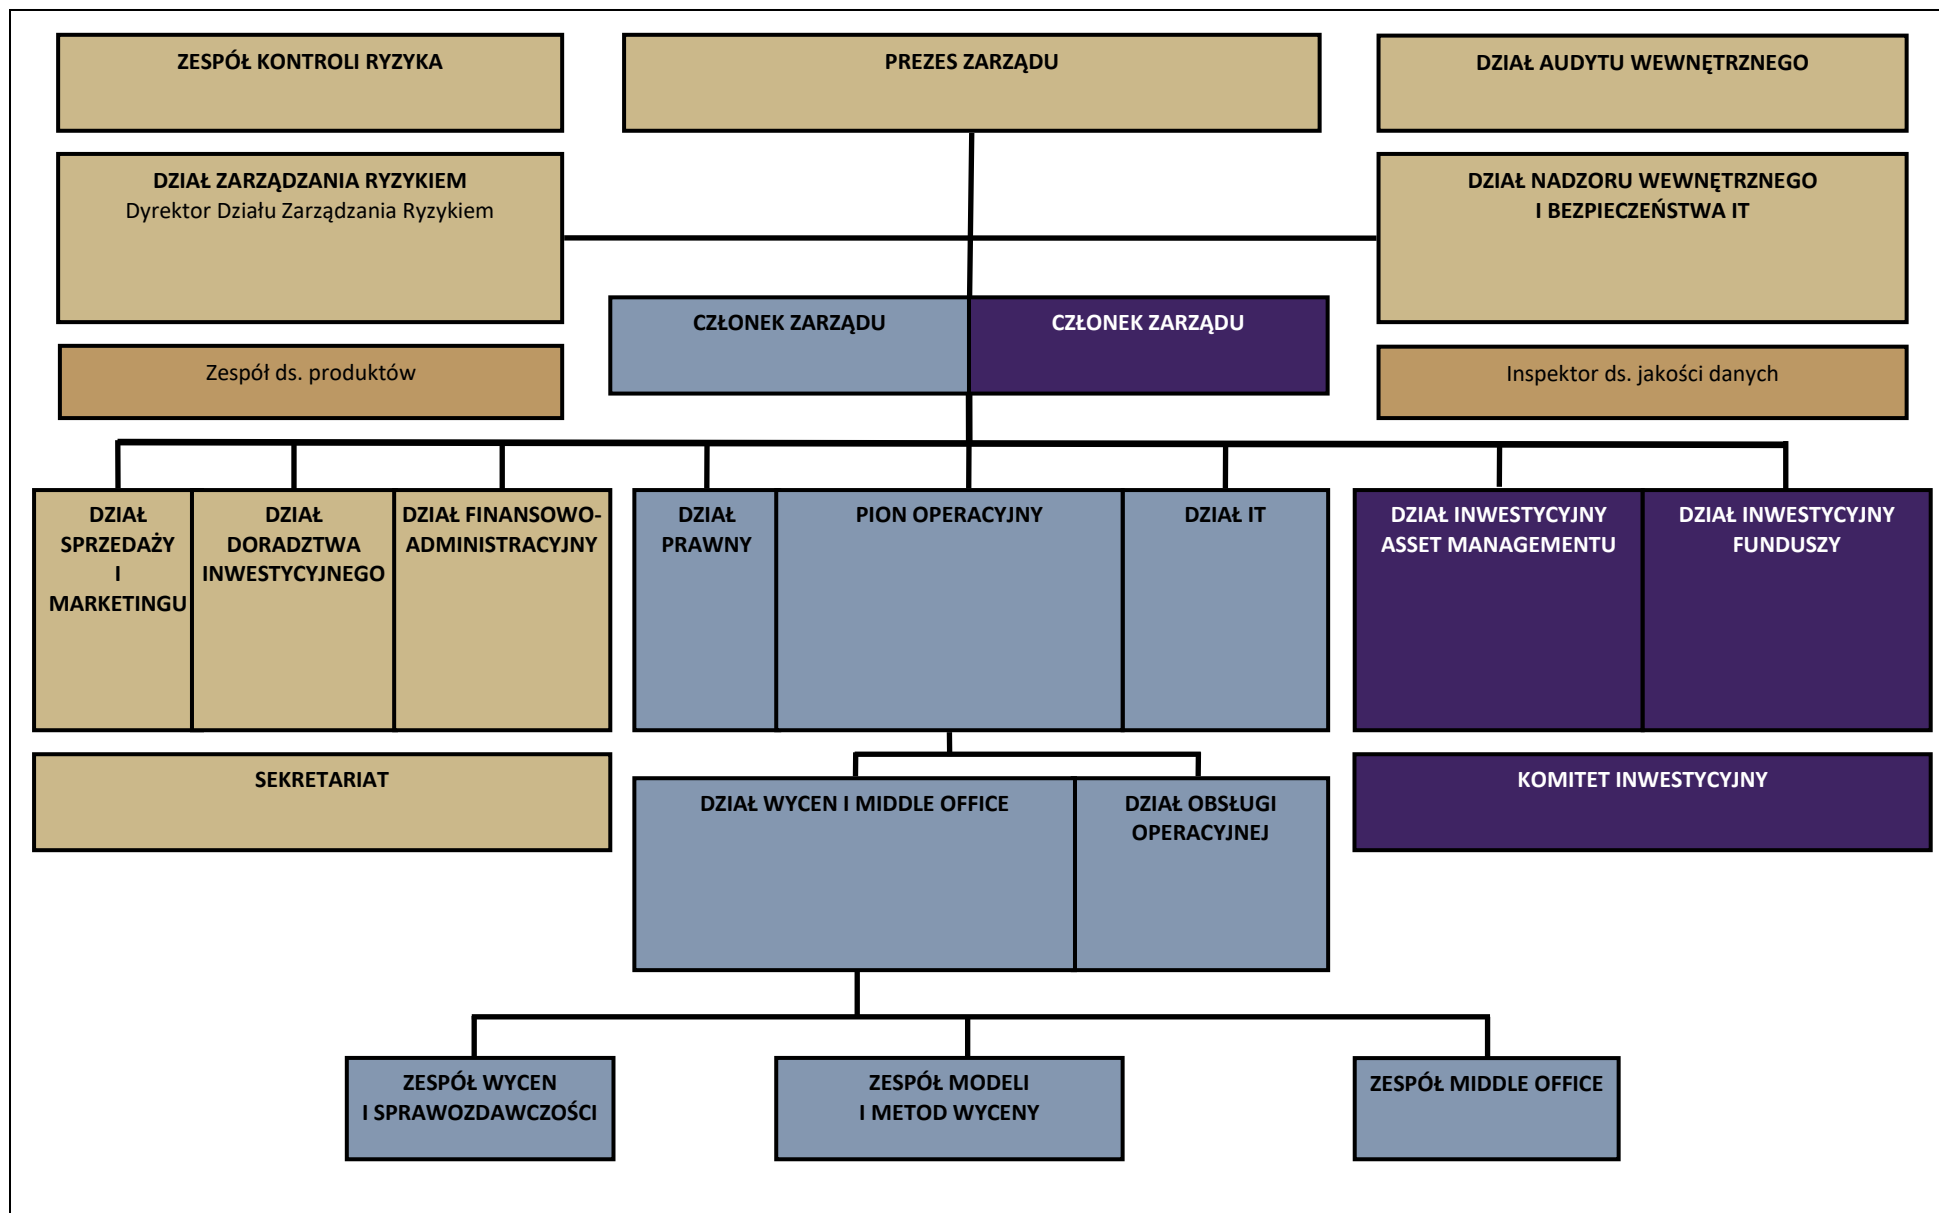 ZESPÓŁ KONTROLI RYZYKA
PREZES ZARZĄDU
DZIAŁ AUDYTU WEWNĘTRZNEGO
DZIAŁ ZARZĄDZANIA RYZYKIEM
Dyrektor Działu Zarządzania Ryzykiem
DZIAŁ NADZORU WEWNĘTRZNEGO
I BEZPIECZEŃSTWA IT
CZŁONEK ZARZĄDU
CZŁONEK ZARZĄDU
Zespół ds. produktów
Inspektor ds. jakości danych
DZIAŁ
SPRZEDAŻY
I
MARKETINGU
DZIAŁ
DORADZTWA
INWESTYCYJNEGO
DZIAŁ FINANSOWO-
ADMINISTRACYJNY
DZIAŁ
PRAWNY
PION OPERACYJNY
DZIAŁ IT
DZIAŁ INWESTYCYJNY
ASSET MANAGEMENTU
DZIAŁ INWESTYCYJNY
FUNDUSZY
SEKRETARIAT
KOMITET INWESTYCYJNY
DZIAŁ WYCEN I MIDDLE OFFICE
DZIAŁ OBSŁUGI
OPERACYJNEJ
ZESPÓŁ WYCEN
I SPRAWOZDAWCZOŚCI
ZESPÓŁ MODELI
I METOD WYCENY
ZESPÓŁ MIDDLE OFFICE